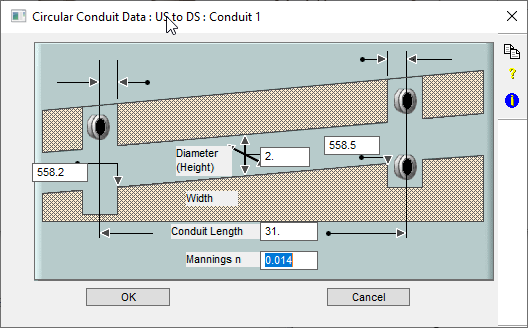 Circular Conduit Data : US to DS : Conduit 1
558.5
Diameter
(Height)
2.
558.2
Width
Conduit Length
31.
Mannings n
0.014
OK
Cancel